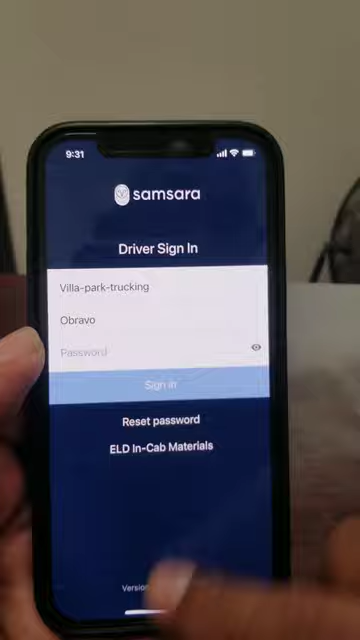 9:31
samsara
Driver Sign In
Villa-park-trucking
Obravo
Password
Sign in
Reset password
ELD In-Cab Materials
Version